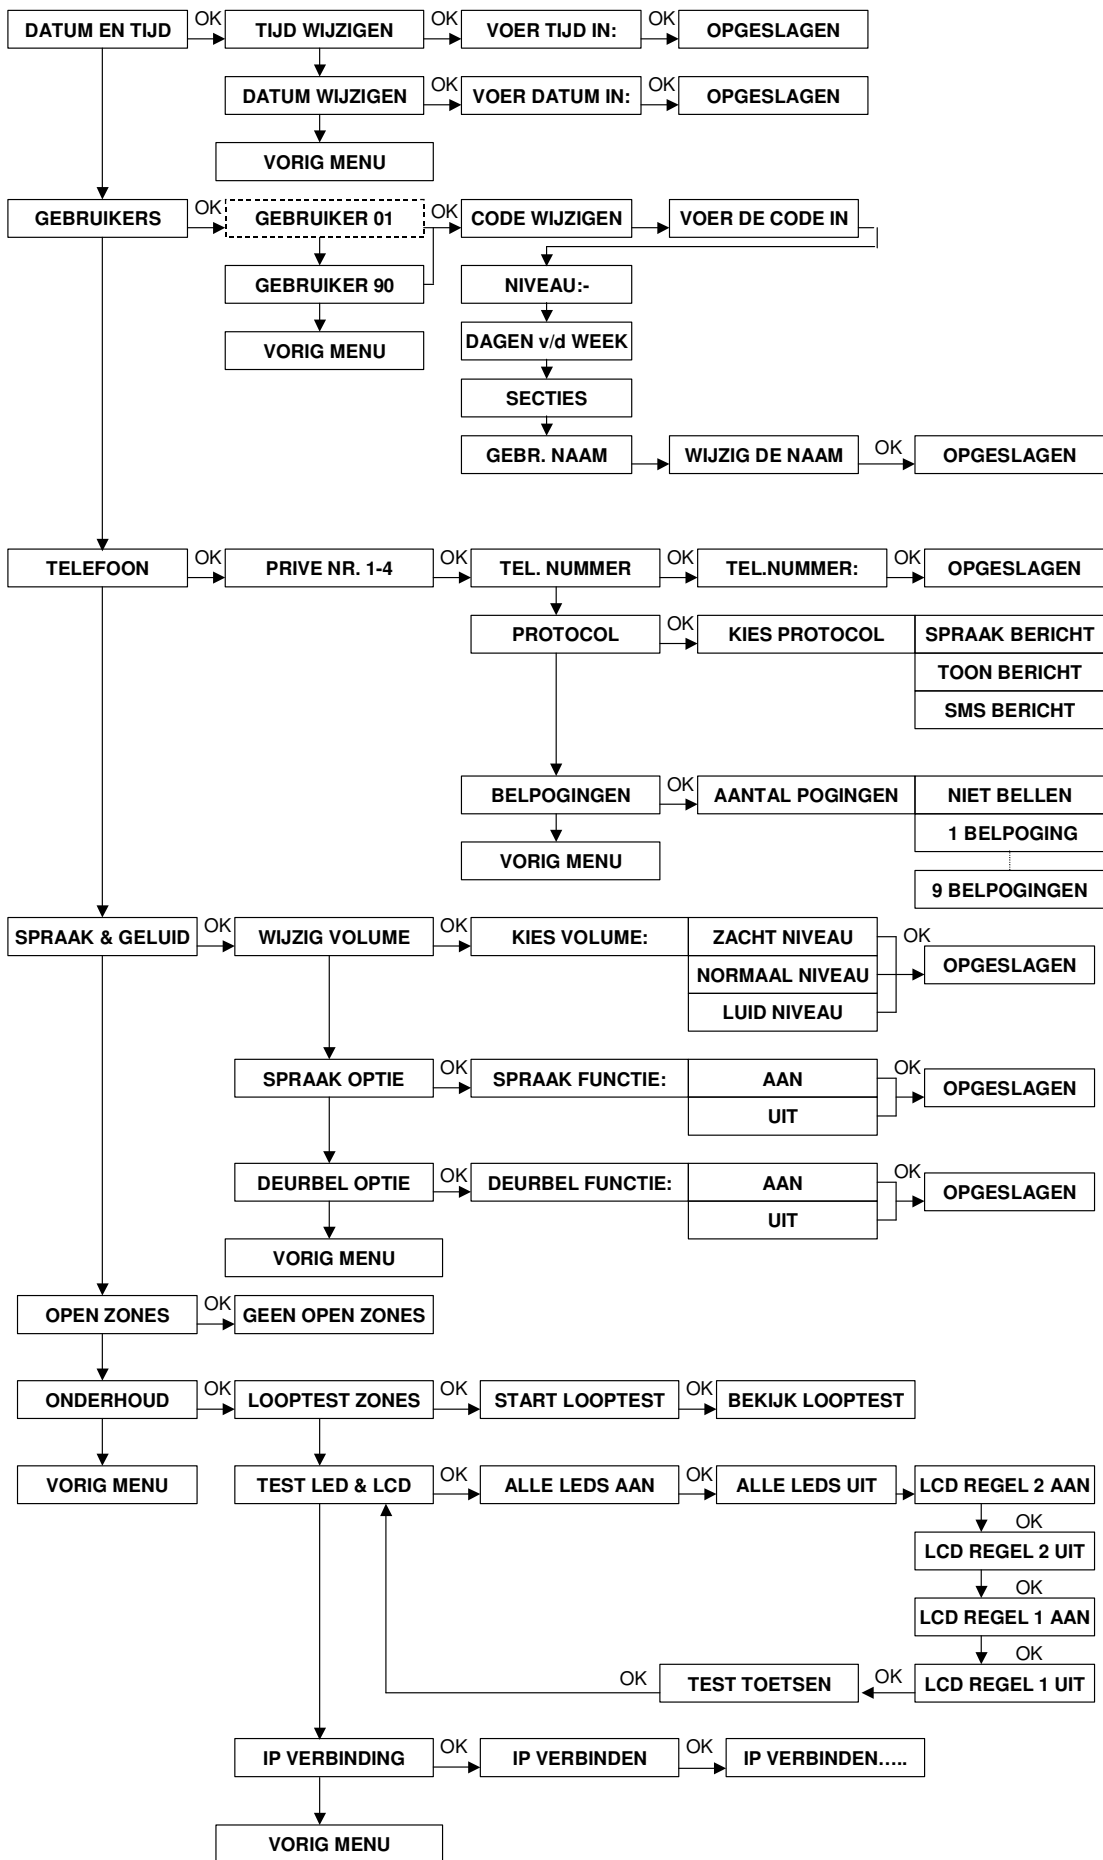 DATUM EN TIJD OK TIJD WIJZIGEN OK VOER TIJD IN: OK OPGESLAGEN
DATUM WIJZIGEN OK VOER DATUM IN: OK OPGESLAGEN
VORIG MENU
GEBRUIKERS OK GEBRUIKER 01 OK CODE WIJZIGEN VOER DE CODE IN
GEBRUIKER 90 NIVEAU:-
DAGEN v/d WEEK
VORIG MENU
SECTIES
GEBR. NAAM WIJZIG DE NAAM OK OPGESLAGEN
TELEFOON OK PRIVE NR. 1-4 OK TEL. NUMMER OK TEL.NUMMER: OK OPGESLAGEN
PROTOCOL OK KIES PROTOCOL SPRAAK BERICHT
TOON BERICHT
SMS BERICHT
BELPOGINGEN OK AANTAL POGINGEN NIET BELLEN
1 BELPOGING
VORIG MENU
9 BELPOGINGEN
SPRAAK & GELUID OK WIJZIG VOLUME OK KIES VOLUME: ZACHT NIVEAU OK
NORMAAL NIVEAU OPGESLAGEN
LUID NIVEAU
SPRAAK OPTIE OK SPRAAK FUNCTIE: AAN OK OPGESLAGEN
UIT
DEURBEL OPTIE OK DEURBEL FUNCTIE: AAN OK OPGESLAGEN
UIT
VORIG MENU
OPEN ZONES OK GEEN OPEN ZONES
ONDERHOUD OK LOOPTEST ZONES OK START LOOPTEST OK BEKIJK LOOPTEST
VORIG MENU TEST LED & LCD OK ALLE LEDS AAN OK ALLE LEDS UIT LCD REGEL 2 AAN
OK
LCD REGEL 2 UIT
OK
LCD REGEL 1 AAN
OK
OK TEST TOETSEN OK LCD REGEL 1 UIT
IP VERBINDING OK IP VERBINDEN OK IP VERBINDEN.....
VORIG MENU